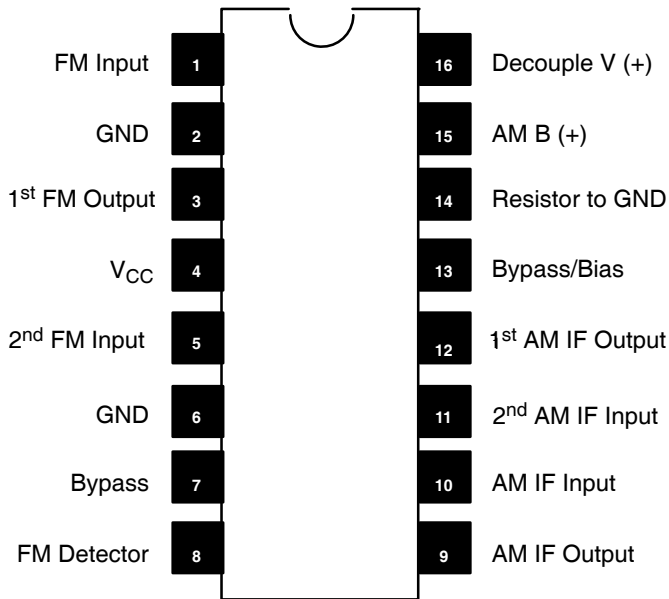 FM Input 1 16 Decouple V (+)
GND 2 15 AM B (+)
1st FM Output 3 14 Resistor to GND
VCC 4 13 Bypass/Bias
2nd FM Input 5 12 1st AM IF Output
GND 6 11 2nd AM IF Input
Bypass 7 10 AM IF Input
FM Detector 8 9 AM IF Output